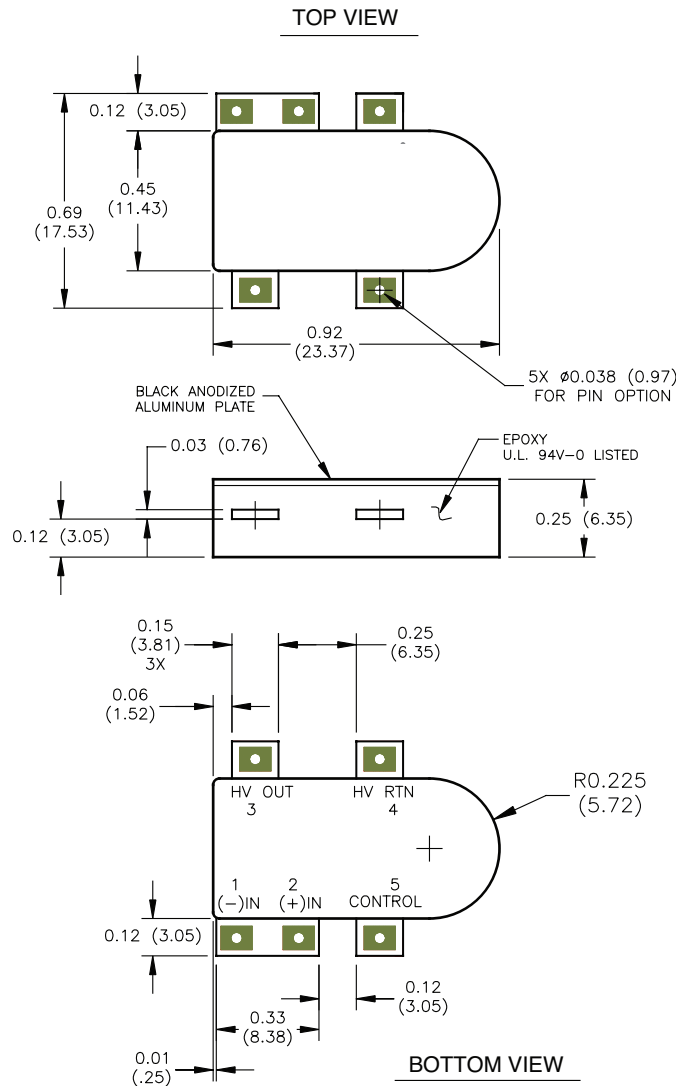 TOP VIEW
0.12 (3.05)
0.45
(11.43)
0.69
(17.53)
0.92
(23.37)
5X ø0.038 (0.97)
FOR PIN OPTION
BLACK ANODIZED
ALUMINUM PLATE
0.03 (0.76)
EPOXY
U.L. 94V-0 LISTED
0.12 (3.05)
0.25 (6.35)
0.15
(3.81)
3X
0.25
(6.35)
0.06
(1.52)
HV OUT
3
HV RTN
4
R0.225
(5.72)
1
(-)IN
2
(+)IN
5
CONTROL
0.12 (3.05)
0.12
(3.05)
0.33
(8.38)
0.01
(.25)
BOTTOM VIEW